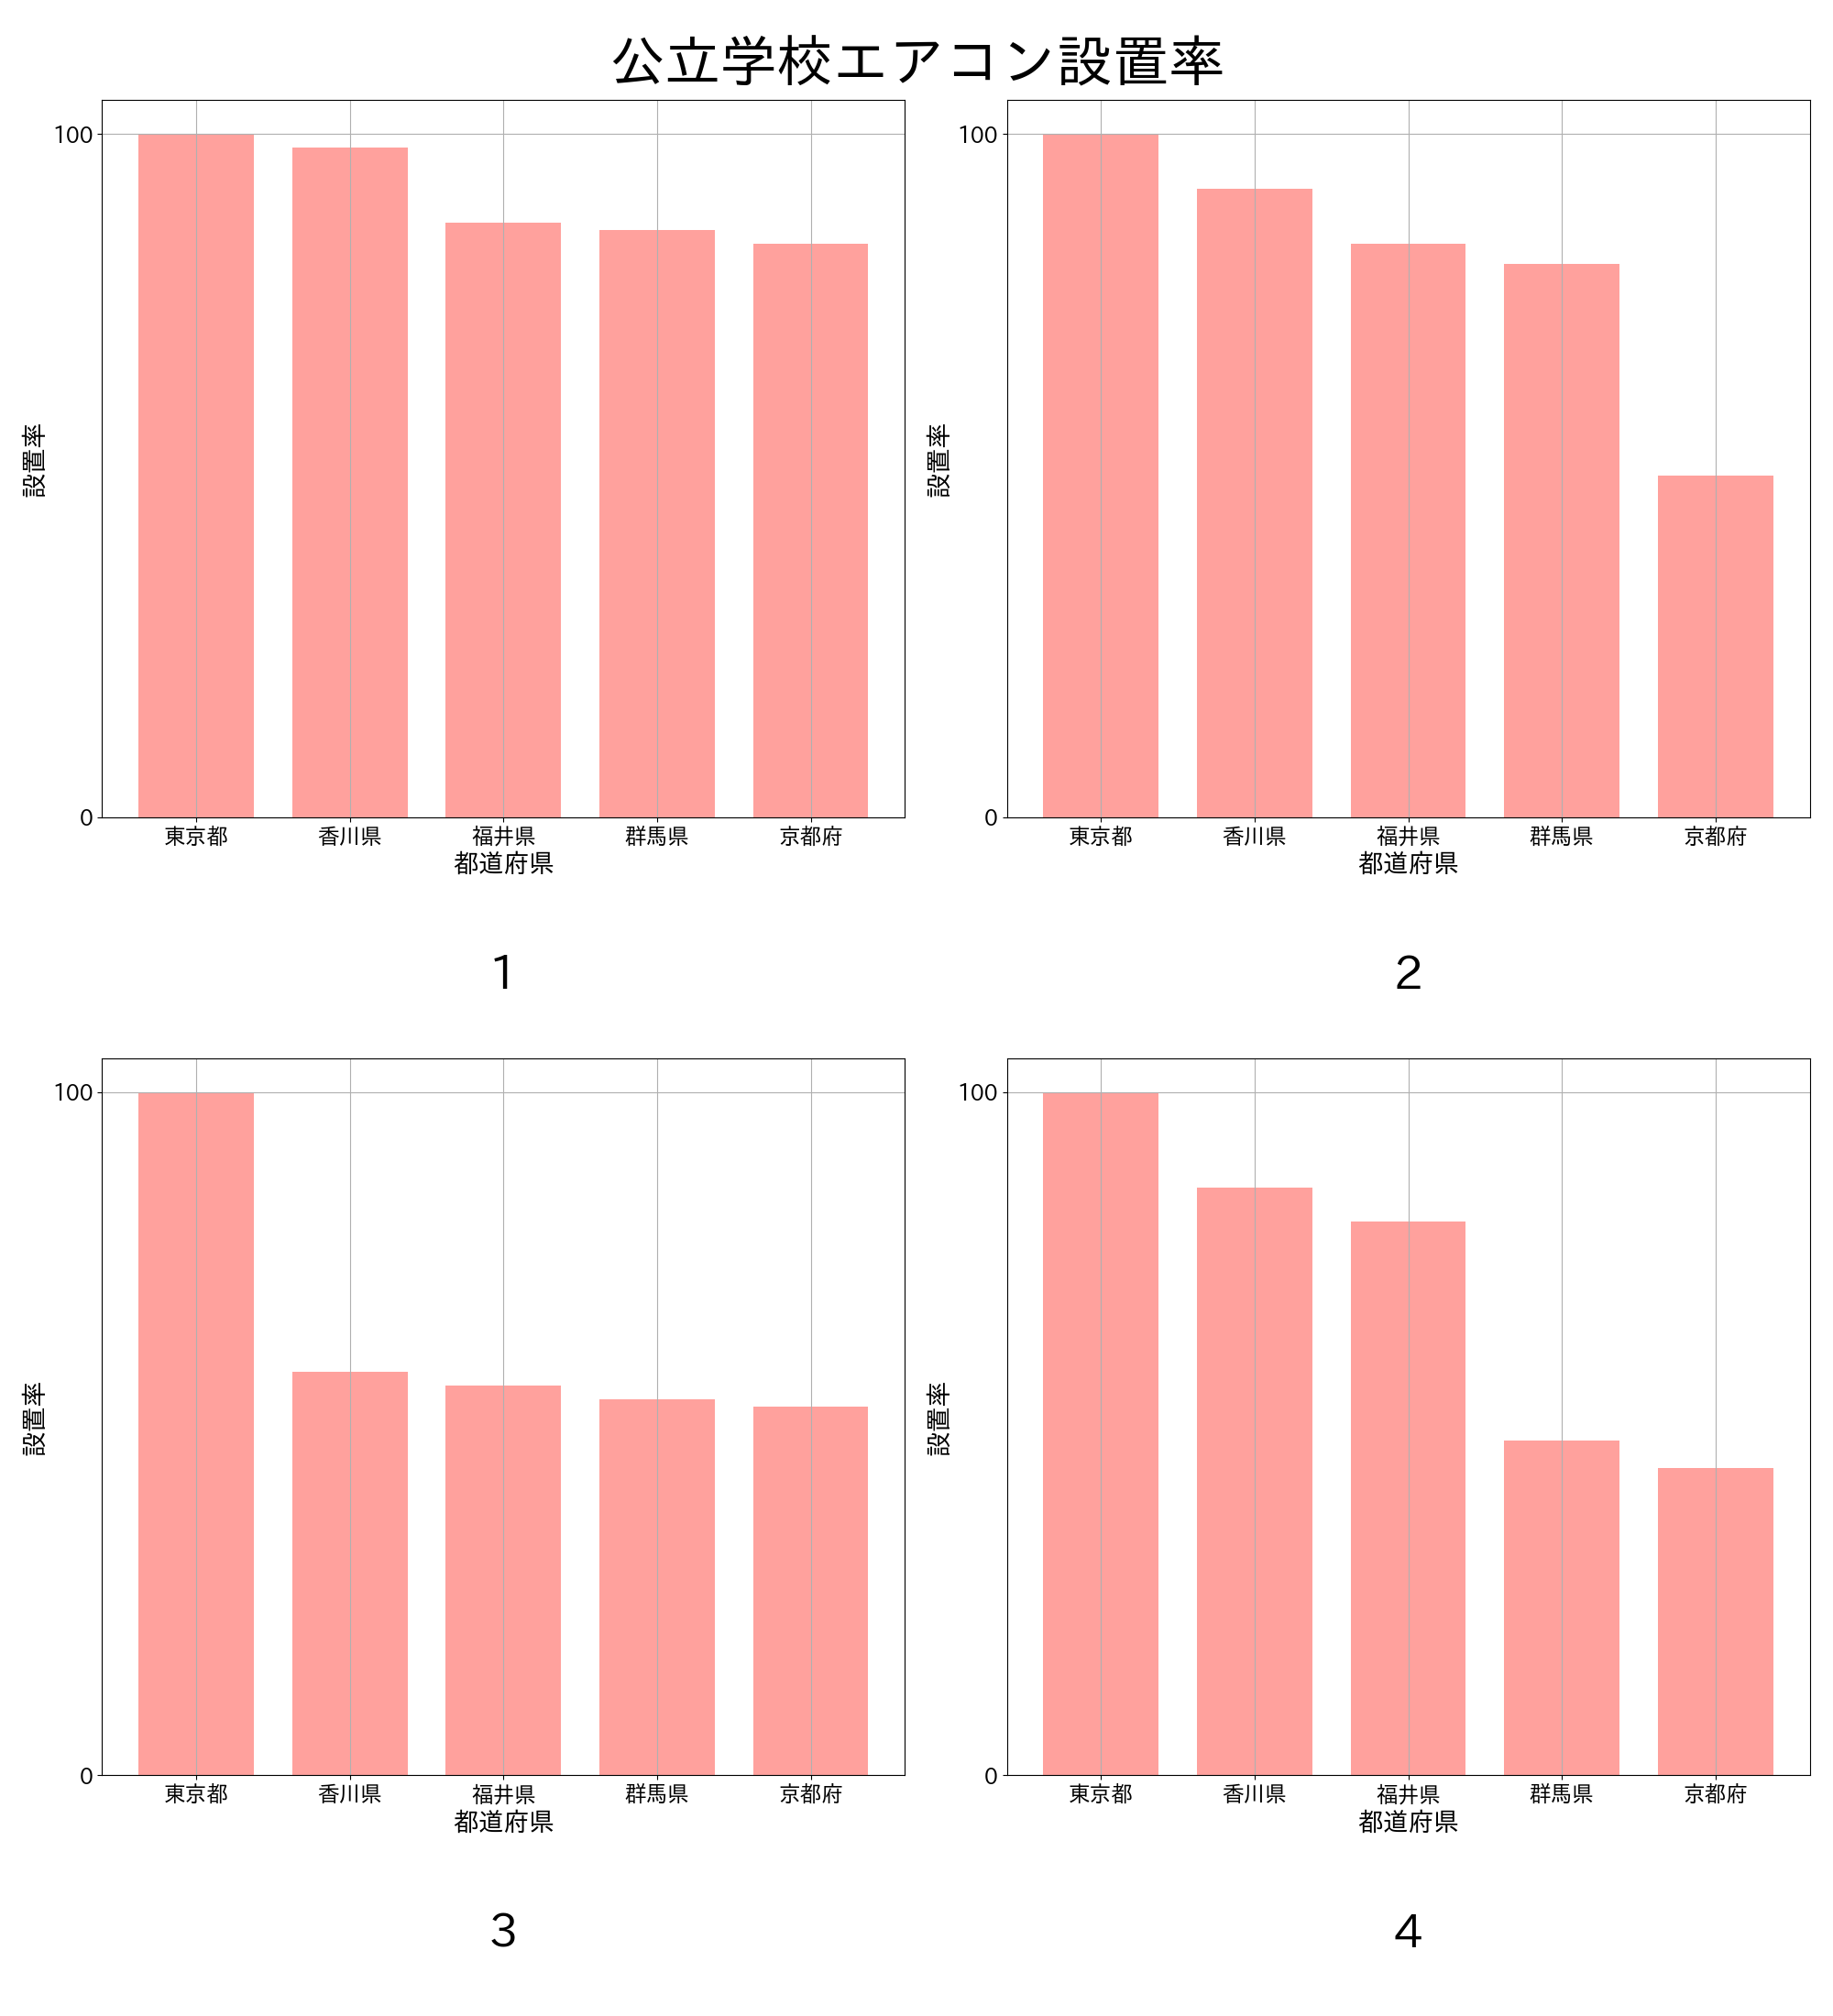 公立学校エアコン設置率
100
0
設置率
東京都 香川県 福井県 群馬県 京都府
都道府県
1
100
0
設置率
東京都 香川県 福井県 群馬県 京都府
都道府県
2
100
0
設置率
東京都 香川県 福井県 群馬県 京都府
都道府県
3
100
0
設置率
東京都 香川県 福井県 群馬県 京都府
都道府県
4